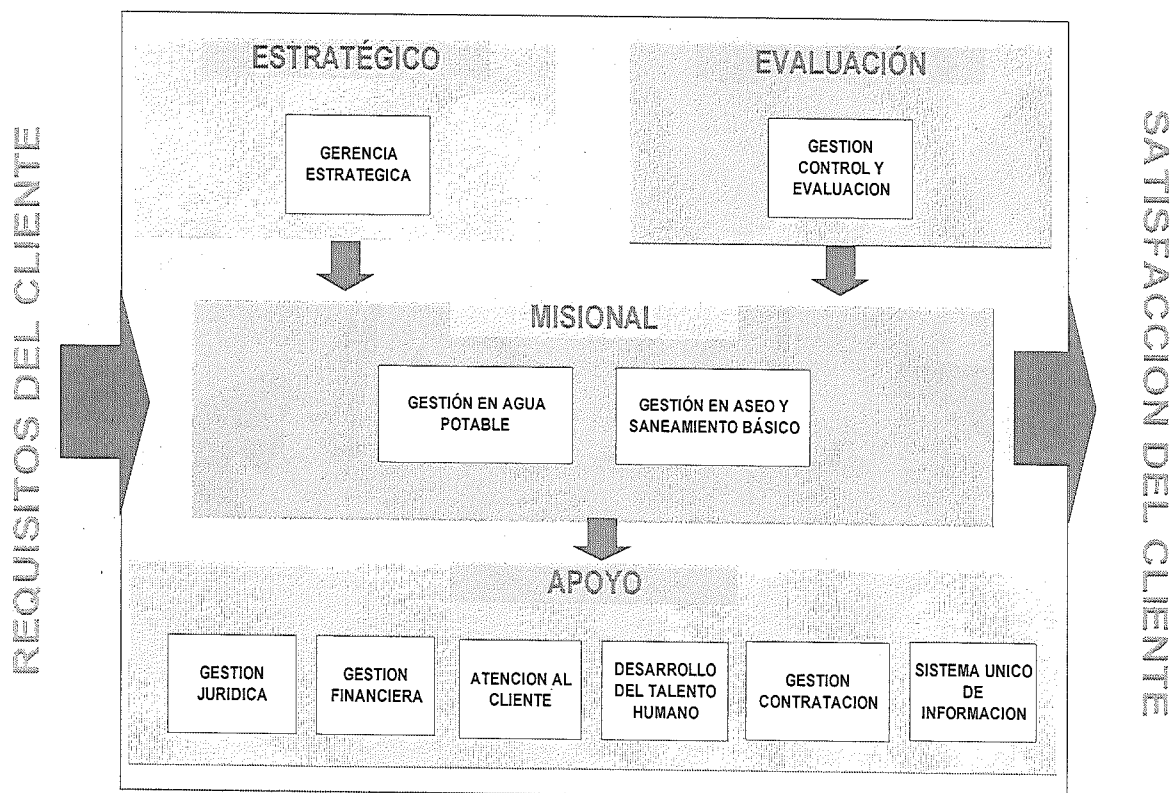 ESTRATÉGICO
EVALUACIÓN
GERENCIA
ESTRATEGICA
GESTION
CONTROL Y
EVALUACION
REQUISITOS DEL CLIENTE
SATISFACCION DEL CLIENTE
MISIONAL
GESTIÓN EN AGUA
POTABLE
GESTIÓN EN ASEO Y
SANEAMIENTO BÁSICO
APOYO
GESTION
JURIDICA
GESTION
FINANCIERA
ATENCION AL
CLIENTE
DESARROLLO
DEL TALENTO
HUMANO
GESTION
CONTRATACION
SISTEMA UNICO
DE
INFORMACION